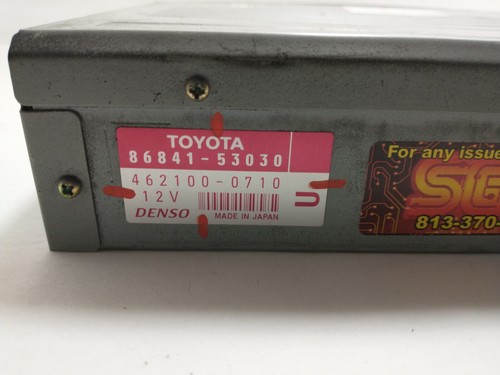 TOYOTA
86841-53030
462100-0710
12V
DENSO
MADE IN JAPAN
U
For any issue
813-370-